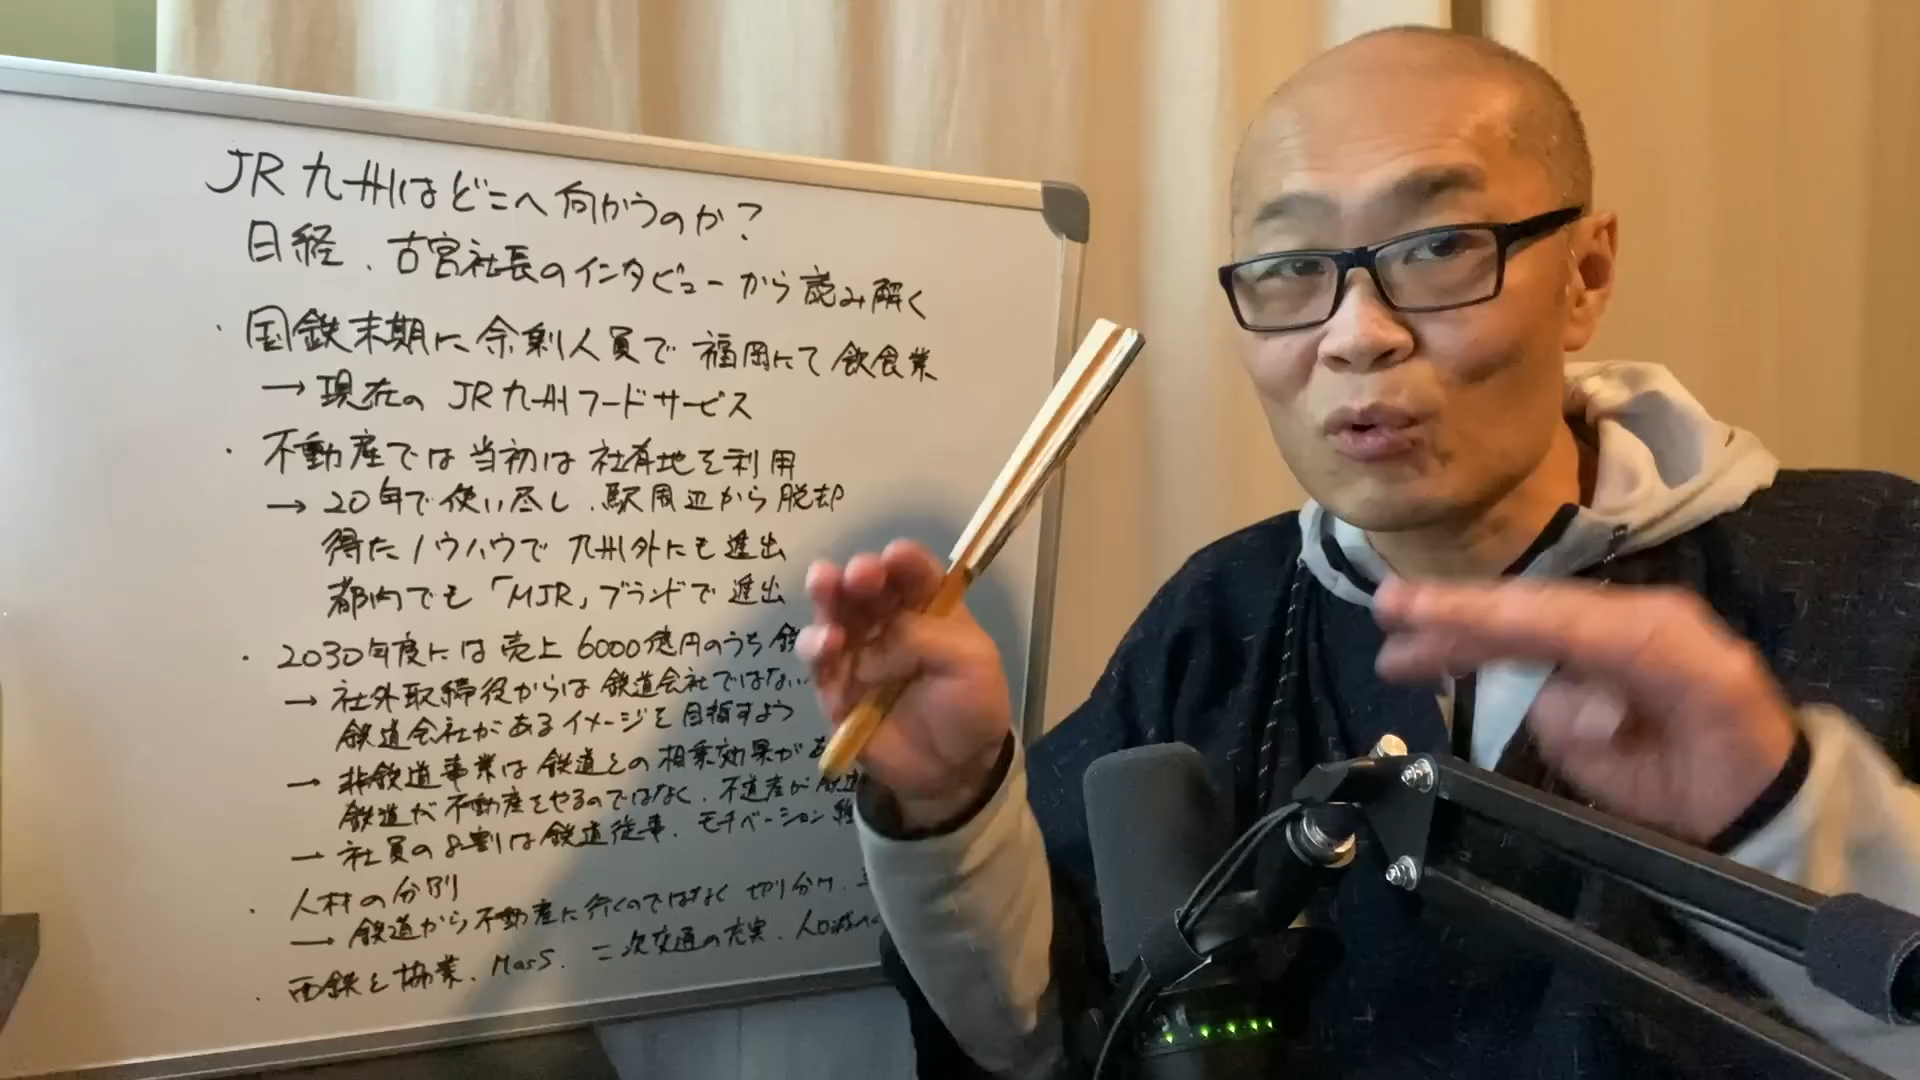 JR九州はどこへ向かうのか？
日経、古宮社長のインタビューから読み解く
・国鉄末期に余剰人員で福岡にて飲食業
→現在のJR九州フードサービス
・不動産では当初は社有地を利用
→20年で使い尽し、駅周辺から脱却
得たノウハウで九州外にも進出
都内でも「MJR」ブランドで進出
・2030年度には売上6000億円のうち鉄
→社外取締役からは鉄道会社ではない
鉄道会社があるイメージを目指すよう
→非鉄道事業は鉄道との相乗効果があ
鉄道が不動産をやるのではなく、不道産が鉄道
→社員の8割は鉄道従事、モチベーション維
・人材の分別
→鉄道から不動産に行くのではなく切り分け、
・西鉄と協業、MaaS、二次交通の充実、人口減へ